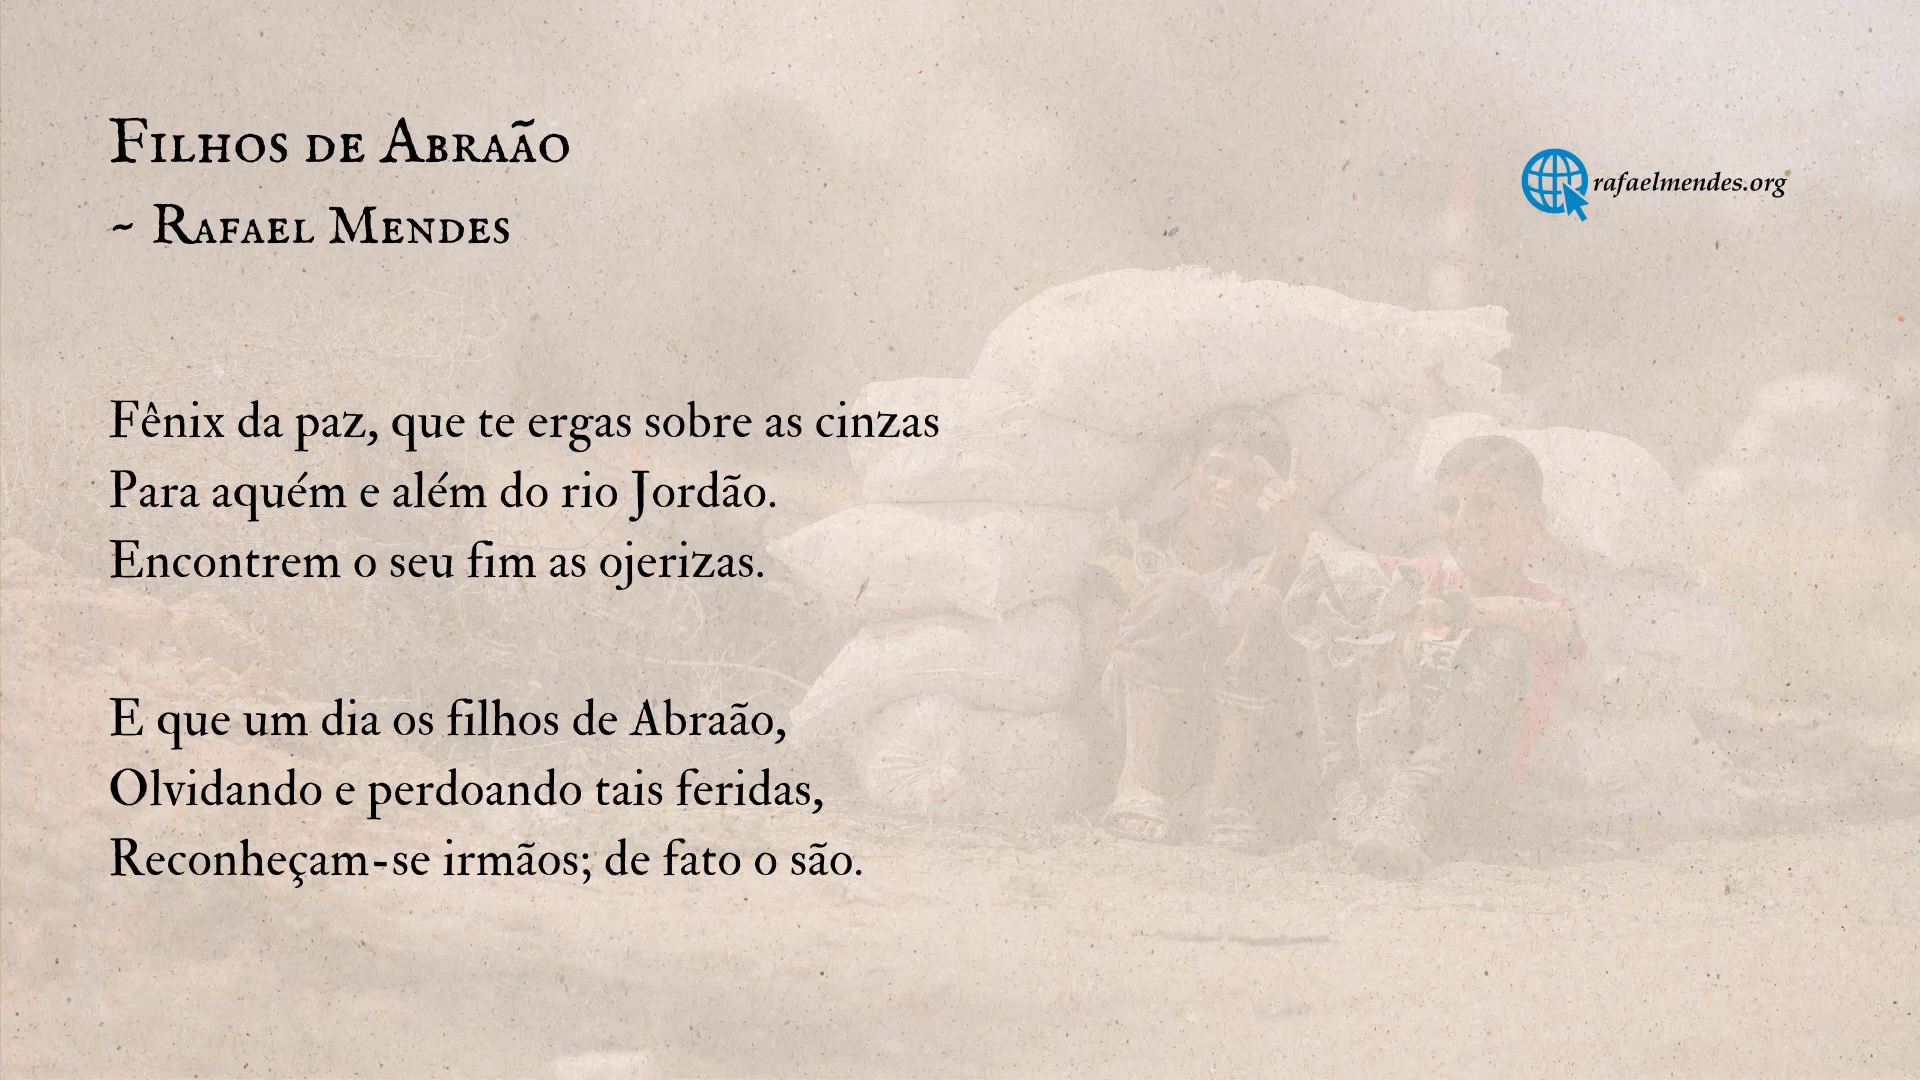 Filhos de Abraão
~ Rafael Mendes
rafaelmendes.org
Fênix da paz, que te ergas sobre as cinzas
Para aquém e além do rio Jordão.
Encontrem o seu fim as ojerizas.
E que um dia os filhos de Abraão,
Olvidando e perdoando tais feridas,
Reconheçam-se irmãos; de fato o são.